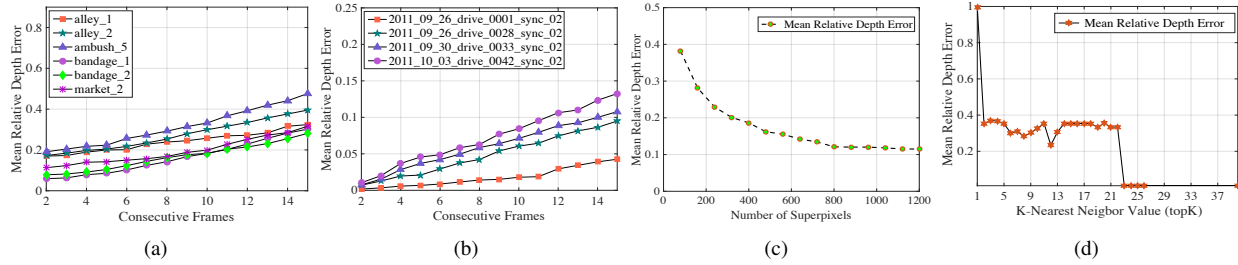 Mean Relative Depth Error
0.8
0.6
0.4
0.2
0
alley_1
alley_2
ambush_5
bandage_1
bandage_2
market_2
2 4 6 8 10 12 14
Consecutive Frames
(a)
Mean Relative Depth Error
0.25
0.2
0.15
0.1
0.05
0
2011_09_26_drive_0001_sync_02
2011_09_26_drive_0028_sync_02
2011_09_30_drive_0033_sync_02
2011_10_03_drive_0042_sync_02
2 4 6 8 10 12 14
Consecutive Frames
(b)
Mean Relative Depth Error
0.5
0.4
0.3
0.2
0.1
0
Mean Relative Depth Error
0 200 400 600 800 1000 1200
Number of Superpixels
(c)
Mean Relative Depth Error
1
0.8
0.6
0.4
0.2
Mean Relative Depth Error
1 5 9 13 17 21 25 29 33 37
K-Nearest Neigbor Value (topK)
(d)